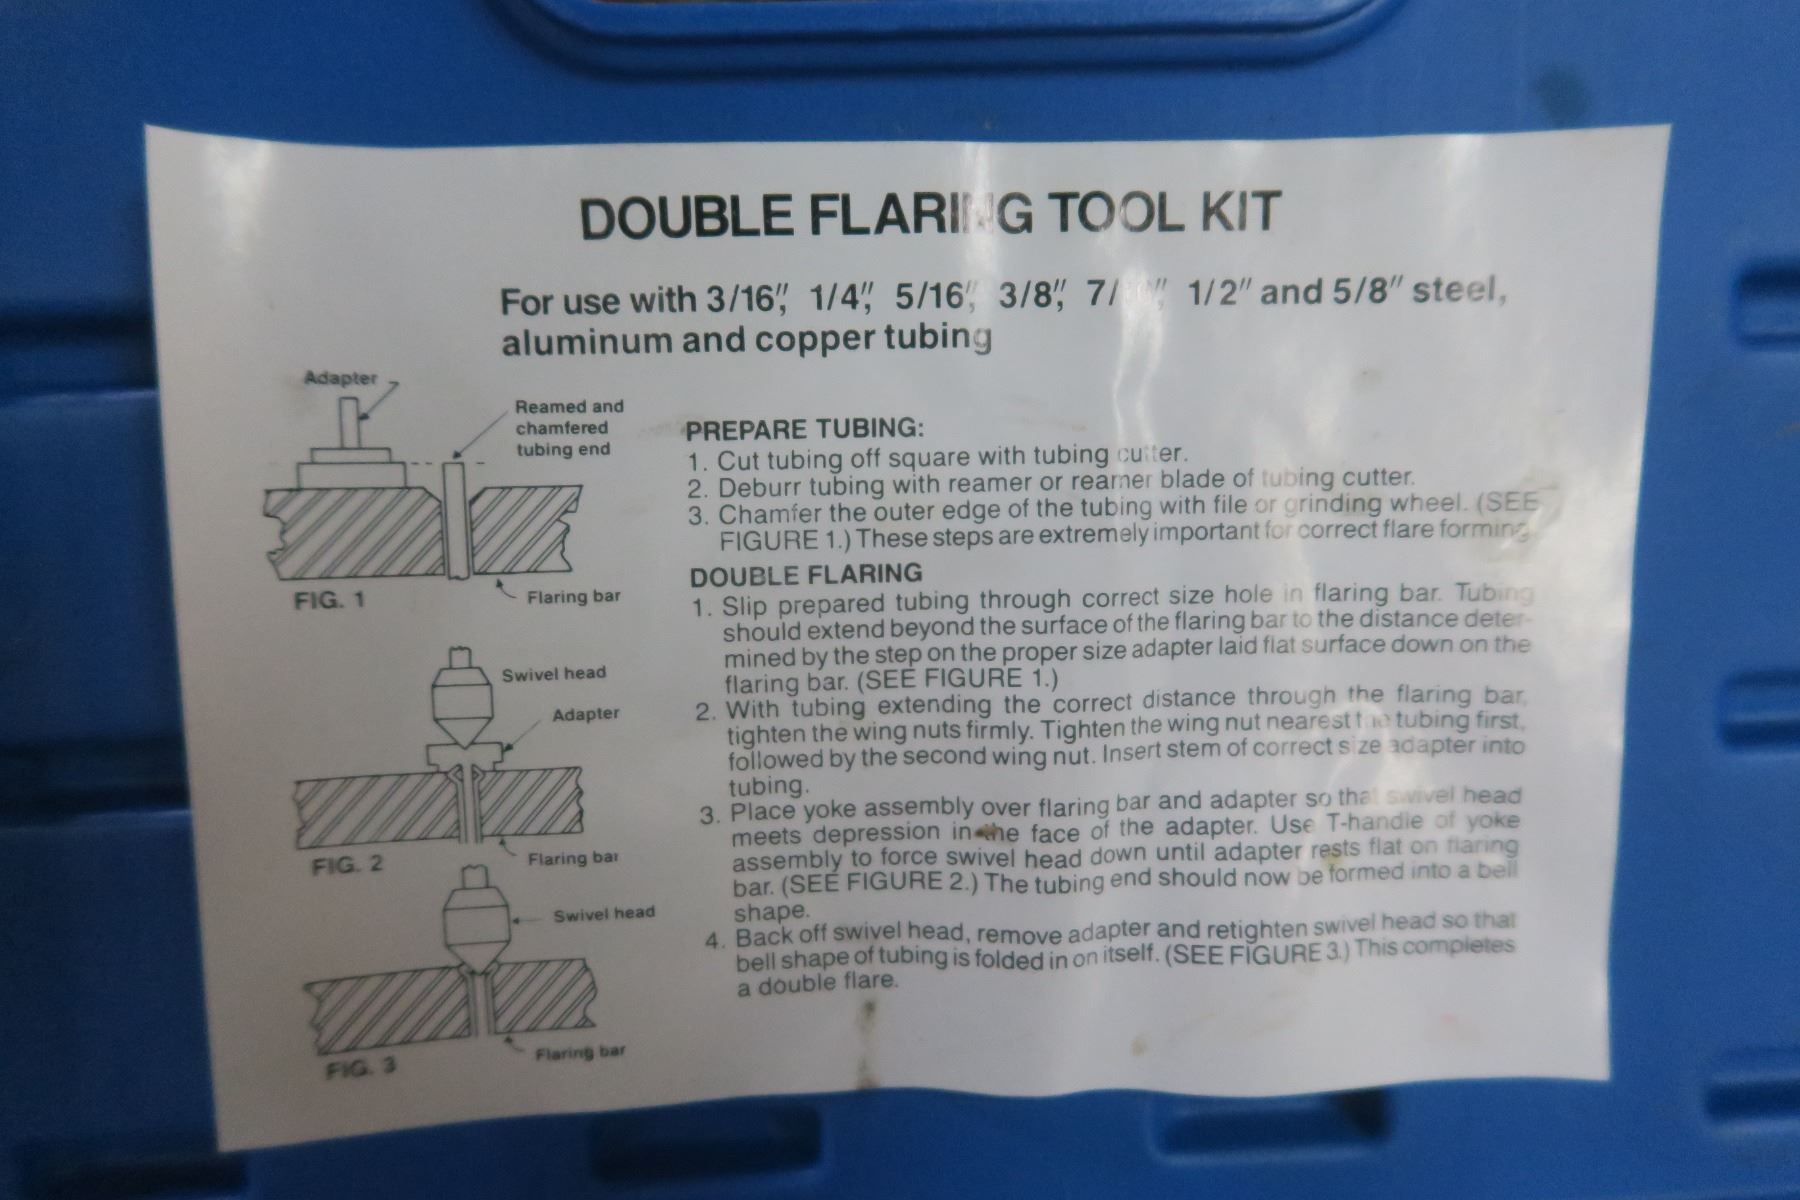 DOUBLE FLARING TOOL KIT
For use with 3/16", 1/4", 5/16", 3/8", 7/ 1/2" and 5/8" steel,
aluminum and copper tubing
Adapter
Reamed and
chamfered
tubing end
Flaring bar
FIG. 1
Swivel head
Adapter
Flaring bar
FIG. 2
Swivel head
Flaring bar
FIG. 3
PREPARE TUBING:
1. Cut tubing off square with tubing cutter.
2. Deburr tubing with reamer or reamer blade of tubing cutter.
3. Chamfer the outer edge of the tubing with file or grinding wheel. (SEE
FIGURE 1.) These steps are extremely important for correct flare forming.
DOUBLE FLARING
1. Slip prepared tubing through correct size hole in flaring bar. Tubing
should extend beyond the surface of the flaring bar to the distance deter-
mined by the step on the proper size adapter laid flat surface down on the
flaring bar. (SEE FIGURE 1.)
2. With tubing extending the correct distance through the flaring bar,
tighten the wing nuts firmly. Tighten the wing nut nearest the tubing first,
followed by the second wing nut. Insert stem of correct size adapter into
tubing.
3. Place yoke assembly over flaring bar and adapter so that swivel head
meets depression in the face of the adapter. Use T-handle of yoke
assembly to force swivel head down until adapter rests flat on flaring
bar. (SEE FIGURE 2.) The tubing end should now be formed into a bell
shape.
4. Back off swivel head, remove adapter and retighten swivel head so that
bell shape of tubing is folded in on itself. (SEE FIGURE 3.) This completes
a double flare.